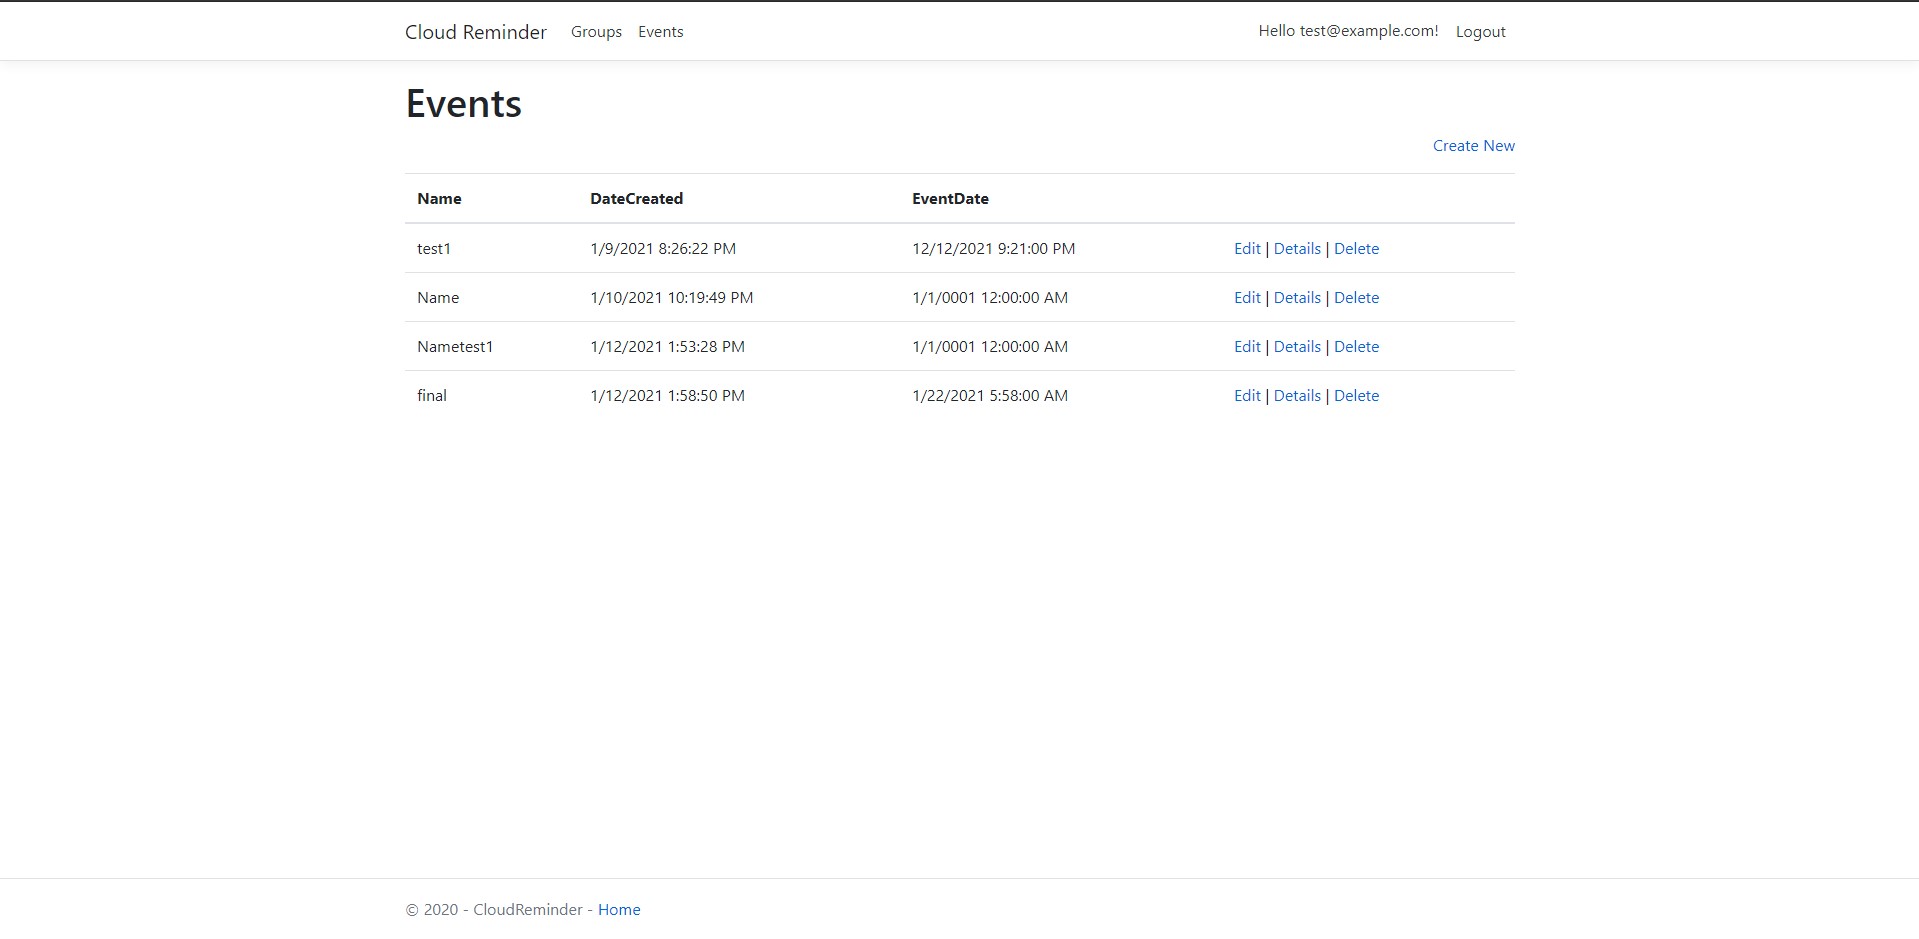 Cloud Reminder Groups Events Hello test@example.com! Logout
Events
Create New
Name DateCreated EventDate
test1 1/9/2021 8:26:22 PM 12/12/2021 9:21:00 PM Edit | Details | Delete
Name 1/10/2021 10:19:49 PM 1/1/0001 12:00:00 AM Edit | Details | Delete
Nametest1 1/12/2021 1:53:28 PM 1/1/0001 12:00:00 AM Edit | Details | Delete
final 1/12/2021 1:58:50 PM 1/22/2021 5:58:00 AM Edit | Details | Delete
© 2020 - CloudReminder - Home